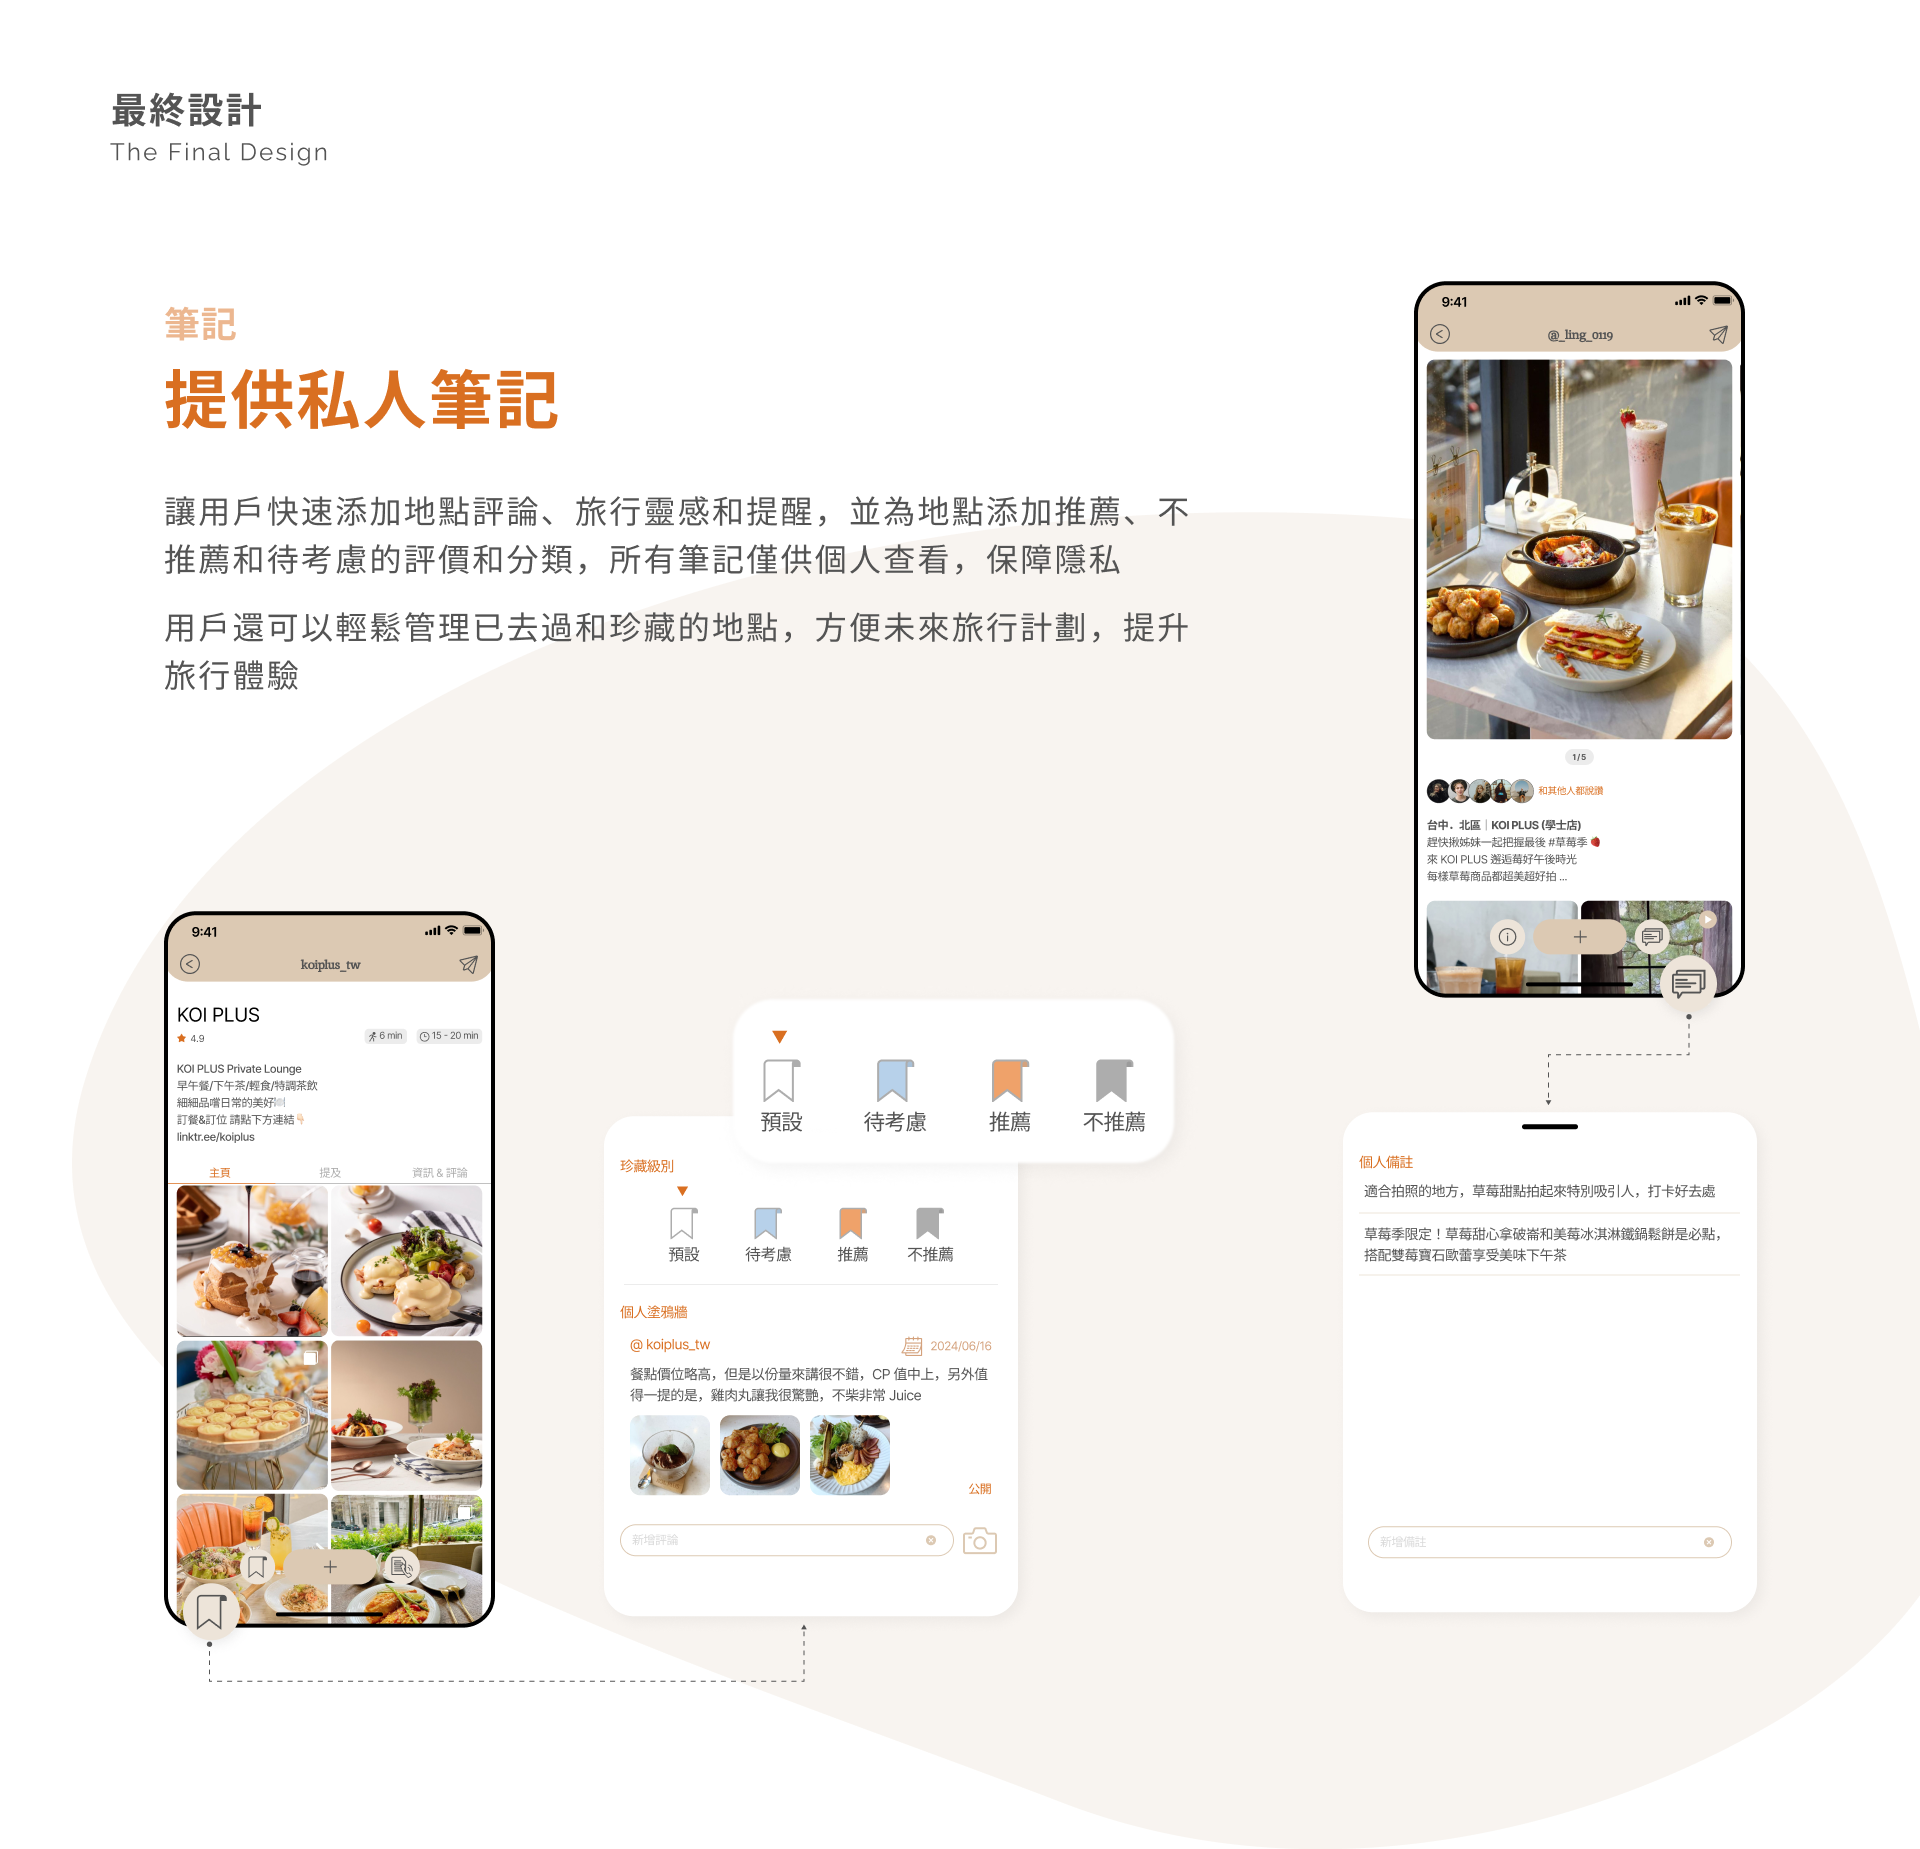 最終設計
The Final Design
筆記
提供私人筆記
讓用戶快速添加地點評論、旅行靈感和提醒，並為地點添加推薦、不
推薦和待考慮的評價和分類，所有筆記僅供個人查看，保障隱私
用戶還可以輕鬆管理已去過和珍藏的地點，方便未來旅行計劃，提升
旅行體驗
9:41
@_ling_0119
1/5
和其他人都說讚
台中．北區｜KOI PLUS (學士店)
趕快揪姊妹一起把握最後 #草莓季 🍓
來 KOI PLUS 邂逅莓好午後時光
每樣草莓商品都超美超好拍 ...
9:41
koiplus_tw
KOI PLUS
4.9
6 min
15 - 20 min
KOI PLUS Private Lounge
早午餐/下午茶/輕食/特調茶飲
細細品嚐日常的美好🍽️
訂餐&訂位 請點下方連結👇🏻
linktr.ee/koiplus
主頁
提及
資訊 & 評論
預設
待考慮
推薦
不推薦
珍藏級別
預設
待考慮
推薦
不推薦
個人塗鴉牆
@ koiplus_tw
2024/06/16
餐點價位略高，但是以份量來講很不錯，CP 值中上，另外值
得一提的是，雞肉丸讓我很驚艷，不柴非常 Juice
公開
新增評論
個人備註
適合拍照的地方，草莓甜點拍起來特別吸引人，打卡好去處
草莓季限定！草莓甜心拿破崙和美莓冰淇淋鐵鍋鬆餅是必點，
搭配雙莓寶石歐蕾享受美味下午茶
新增備註